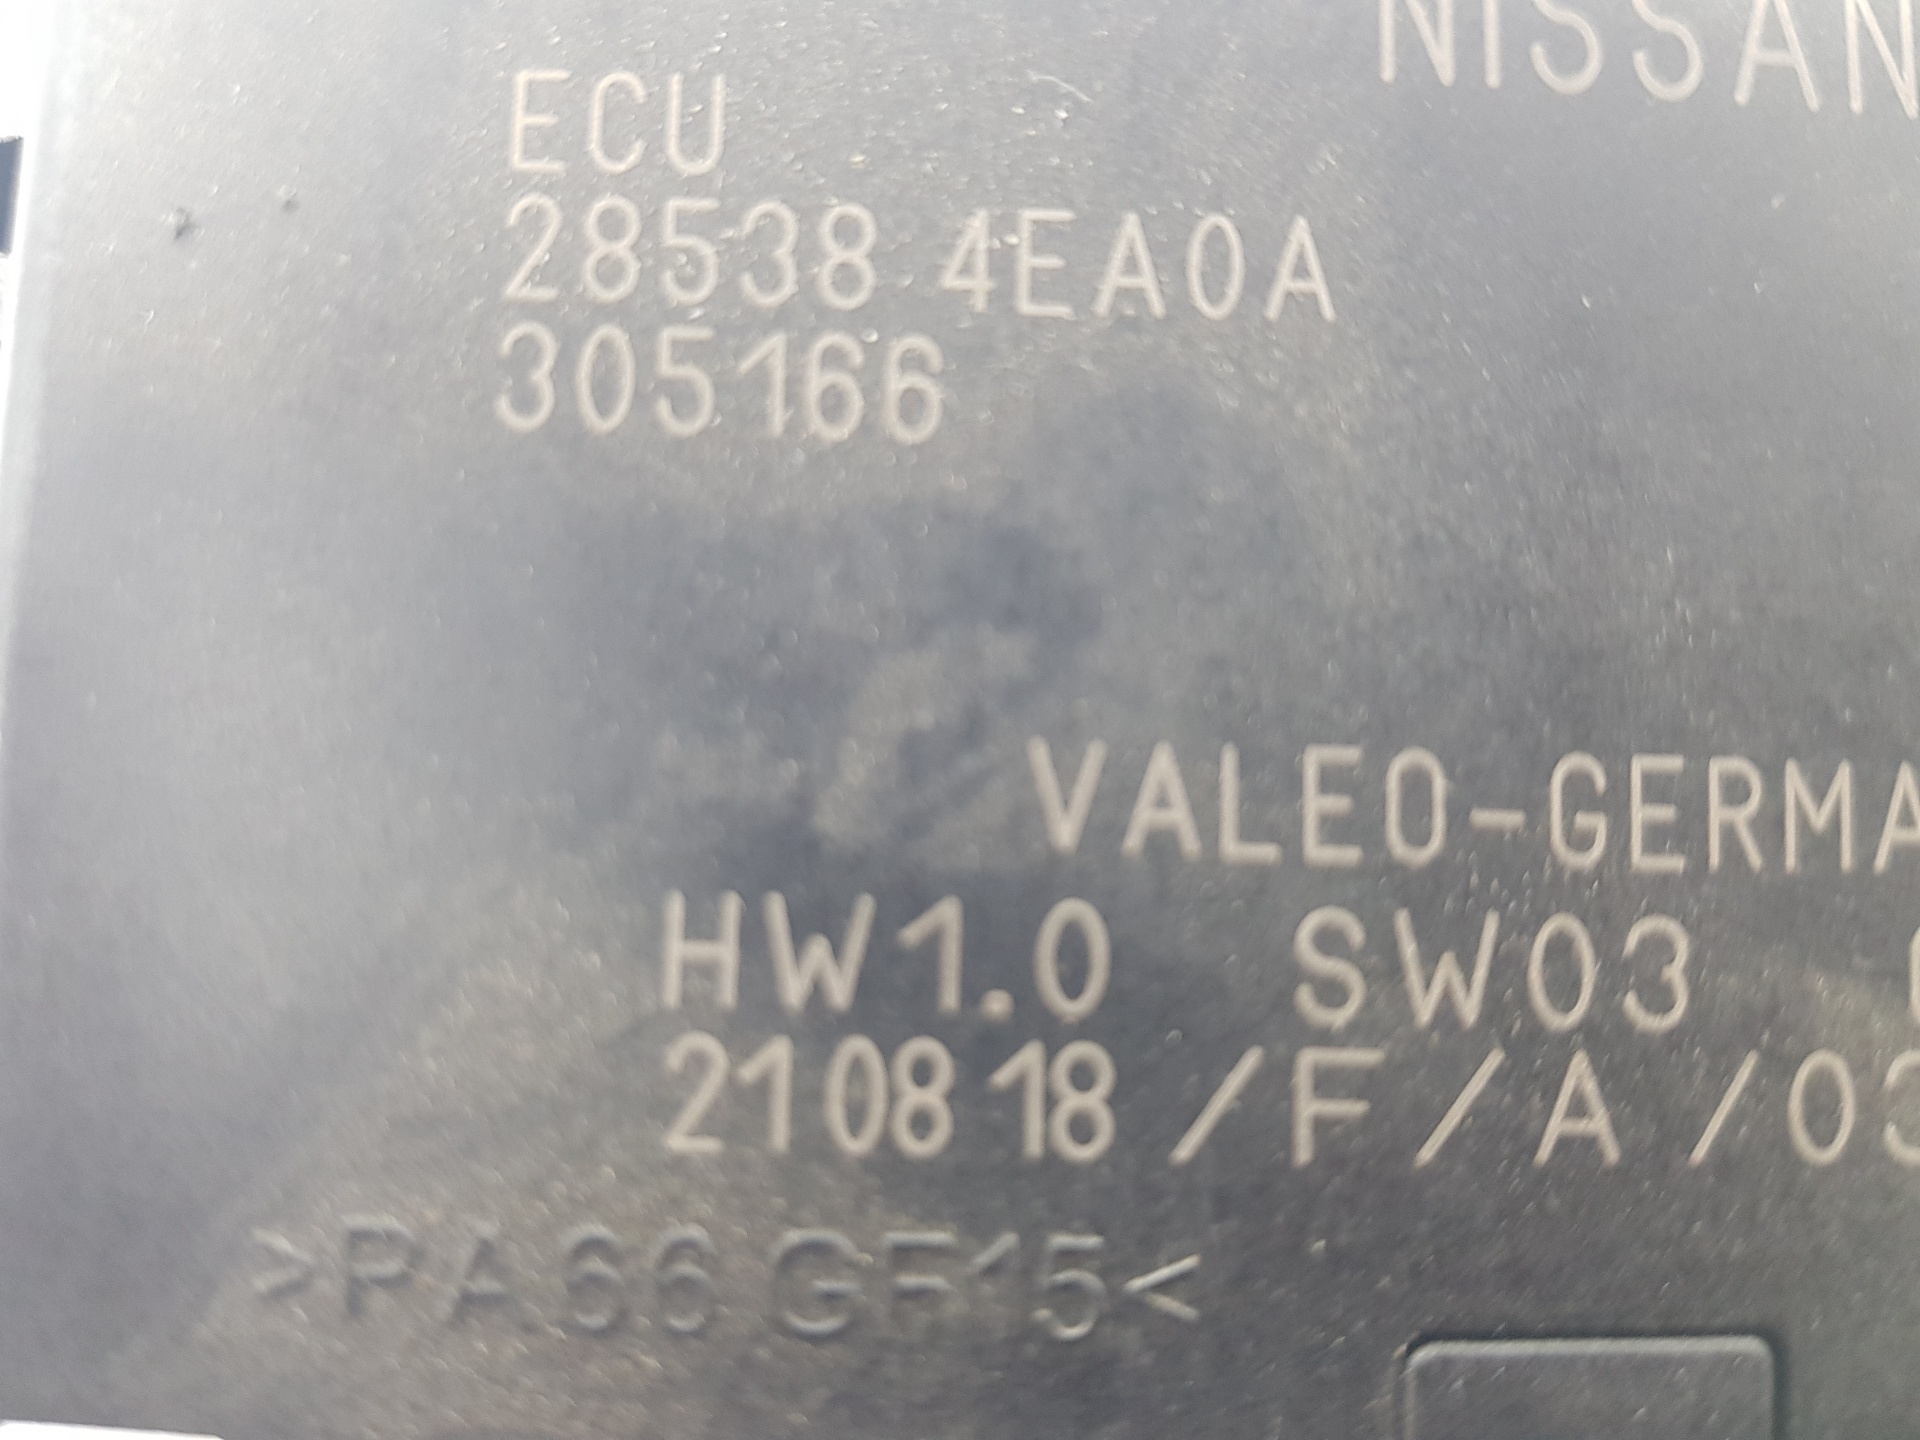 NISSAN
ECU
28538 4EA0A
305166
VALEO-GERMA
HW1.0 SW03
210818/F/A/03
>PA66 GF15<